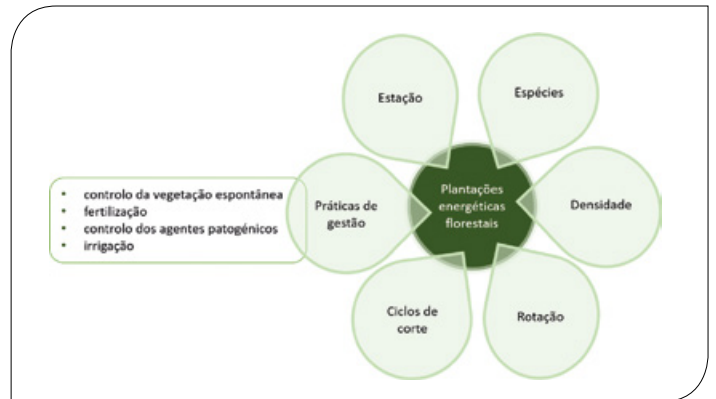 Estação
Espécies
Plantações
energéticas
florestais
Práticas de
gestão
Densidade
• controlo da vegetação espontânea
• fertilização
• controlo dos agentes patogénicos
• irrigação
Ciclos de
corte
Rotação